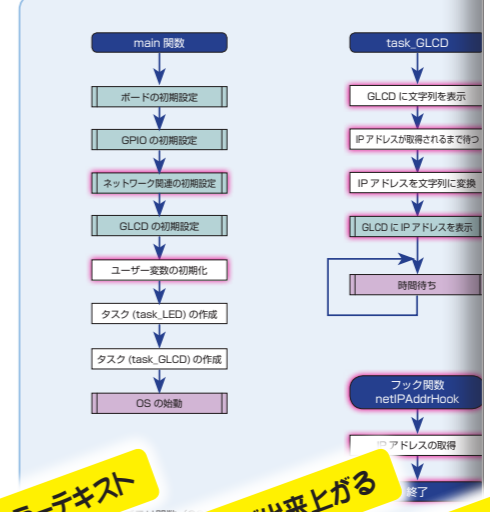 main 関数
ボードの初期設定
GPIO の初期設定
ネットワーク関連の初期設定
GLCD の初期設定
ユーザー変数の初期化
タスク (task_LED) の作成
タスク (task_GLCD) の作成
OS の始動
task_GLCD
GLCD に文字列を表示
IP アドレスが取得されるまで待つ
IP アドレスを文字列に変換
GLCD に IP アドレスを表示
時間待ち
フック関数
netIPAddrHook
アドレスの取得
終了
ーテキスト
出来上がる